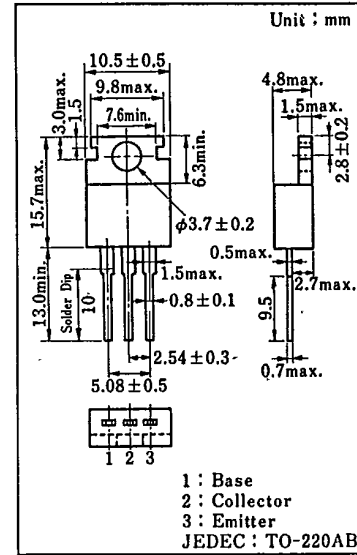 Unit : mm
10.5±0.5
9.8max.
7.6min.
4.8max.
1.5max.
3.0max.
1.5
6.3min.
2.8±0.2
15.7max.
φ3.7±0.2
13.0min.
Solder Dip
10
0.5max.
1.5max.
2.7max.
0.8±0.1
9.5
2.54±0.3
0.7max.
5.08±0.5
1 2 3
1 : Base
2 : Collector
3 : Emitter
JEDEC : TO-220AB